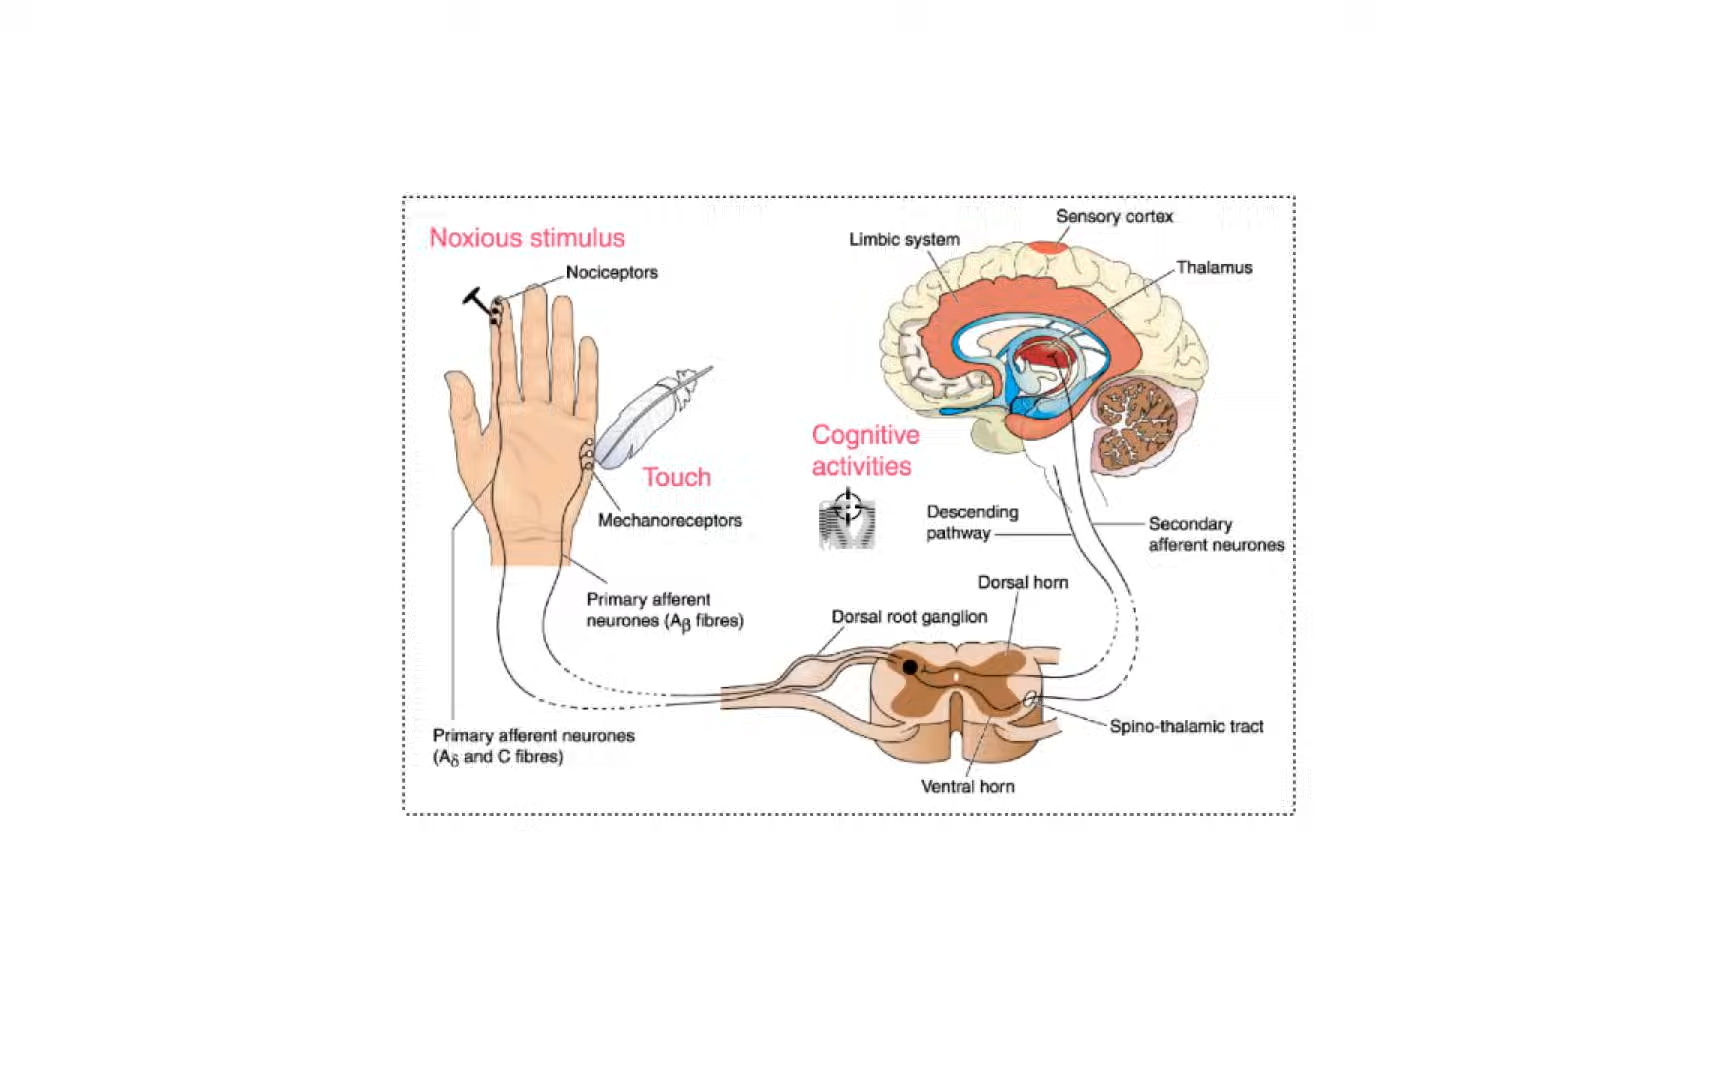 Noxious stimulus
Nociceptors
Touch
Mechanoreceptors
Primary afferent
neurones (Aβ fibres)
Primary afferent neurones
(Aδ and C fibres)
Sensory cortex
Limbic system
Thalamus
Cognitive
activities
Descending
pathway
Secondary
afferent neurones
Dorsal horn
Dorsal root ganglion
Spino-thalamic tract
Ventral horn